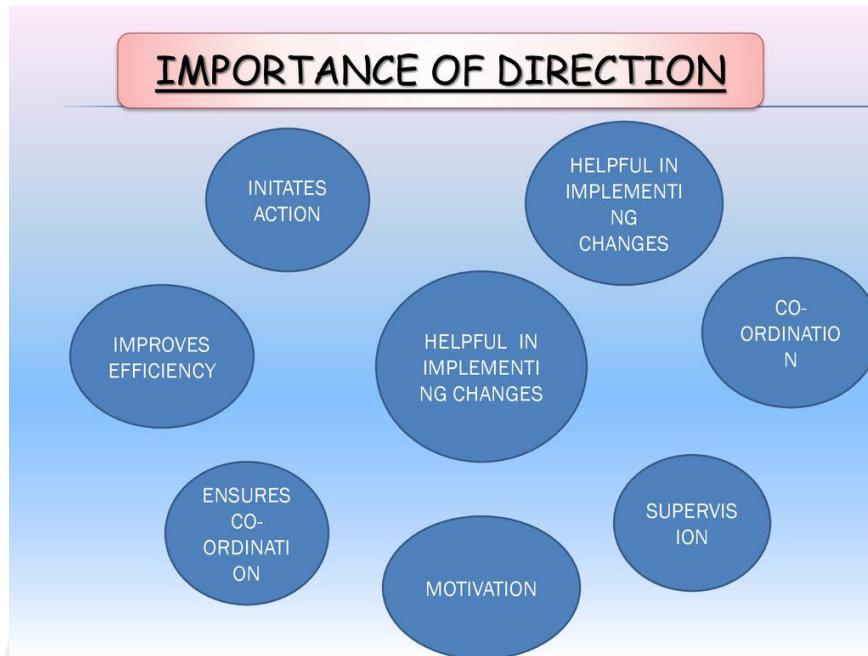 IMPORTANCE OF DIRECTION
INITATES
ACTION
HELPFUL IN
IMPLEMENTI
NG
CHANGES
IMPROVES
EFFICIENCY
HELPFUL IN
IMPLEMENTI
NG CHANGES
CO-
ORDINATIO
N
ENSURES
CO-
ORDINATI
ON
MOTIVATION
SUPERVIS
ION